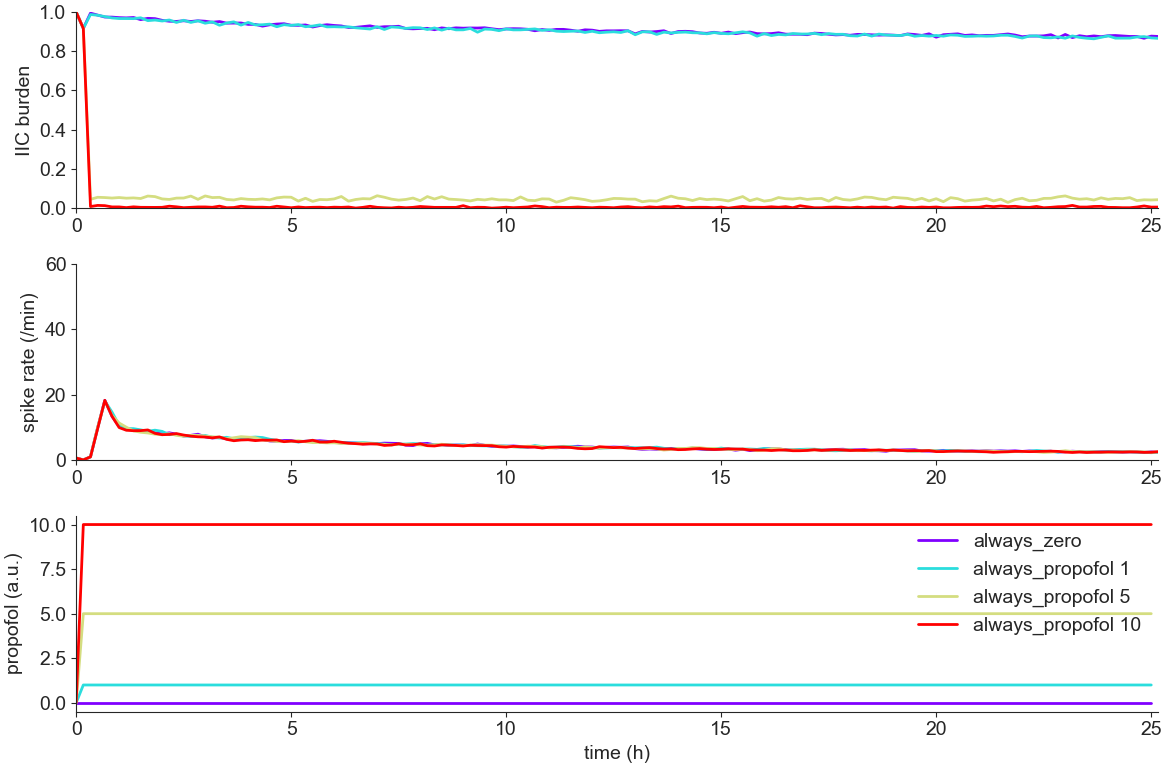 1.0
0.8
0.6
0.4
0.2
0.0
IIC burden
0 5 10 15 20 25
60
40
20
0
spike rate (/min)
0 5 10 15 20 25
10.0
7.5
5.0
2.5
0.0
propofol (a.u.)
always_zero
always_propofol 1
always_propofol 5
always_propofol 10
0 5 10 15 20 25
time (h)